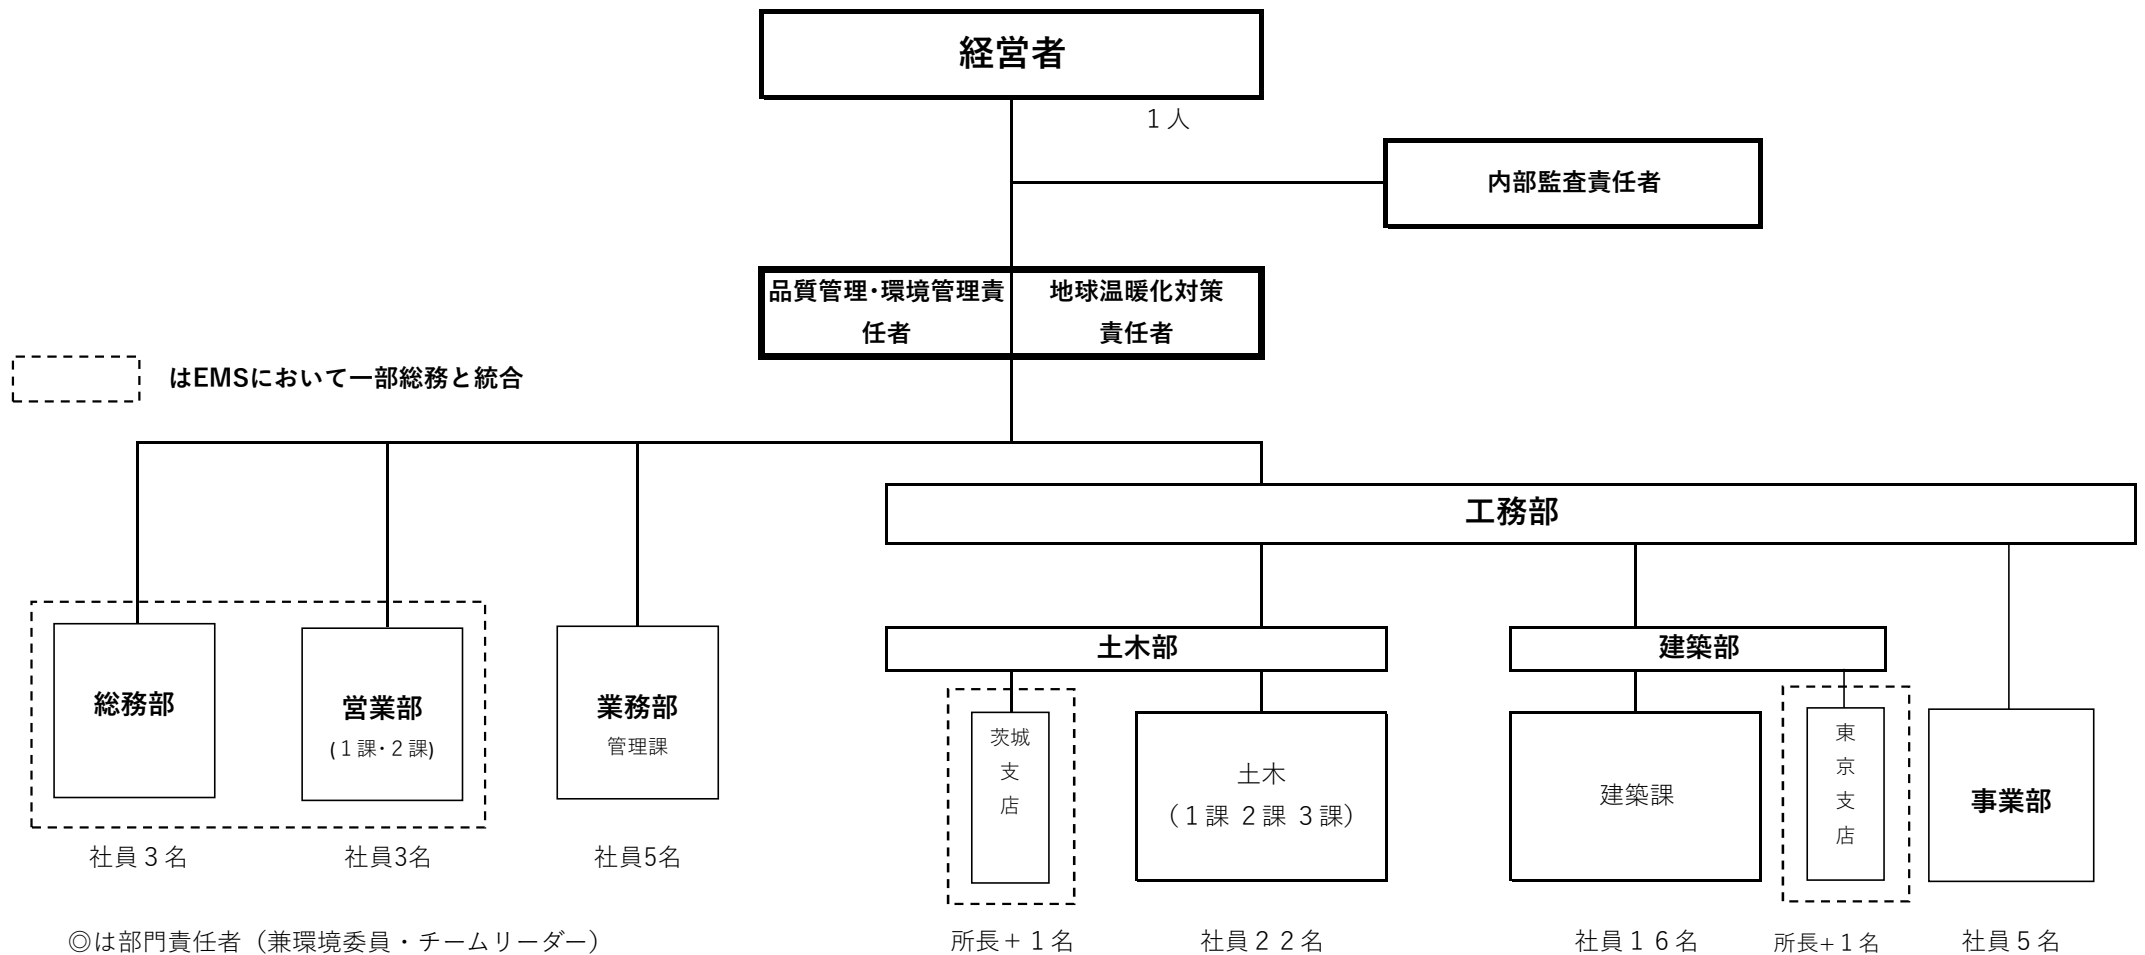 経営者
１人
内部監査責任者
品質管理･環境管理責
任者
地球温暖化対策
責任者
はEMSにおいて一部総務と統合
工務部
土木部
建築部
総務部
営業部
(１課･２課)
業務部
管理課
茨城
支
店
土木
（１課 ２課 ３課）
建築課
東
京
支
店
事業部
社員３名
社員3名
社員5名
所長＋１名
社員２２名
社員１６名
所長+１名
社員５名
◎は部門責任者（兼環境委員・チームリーダー）